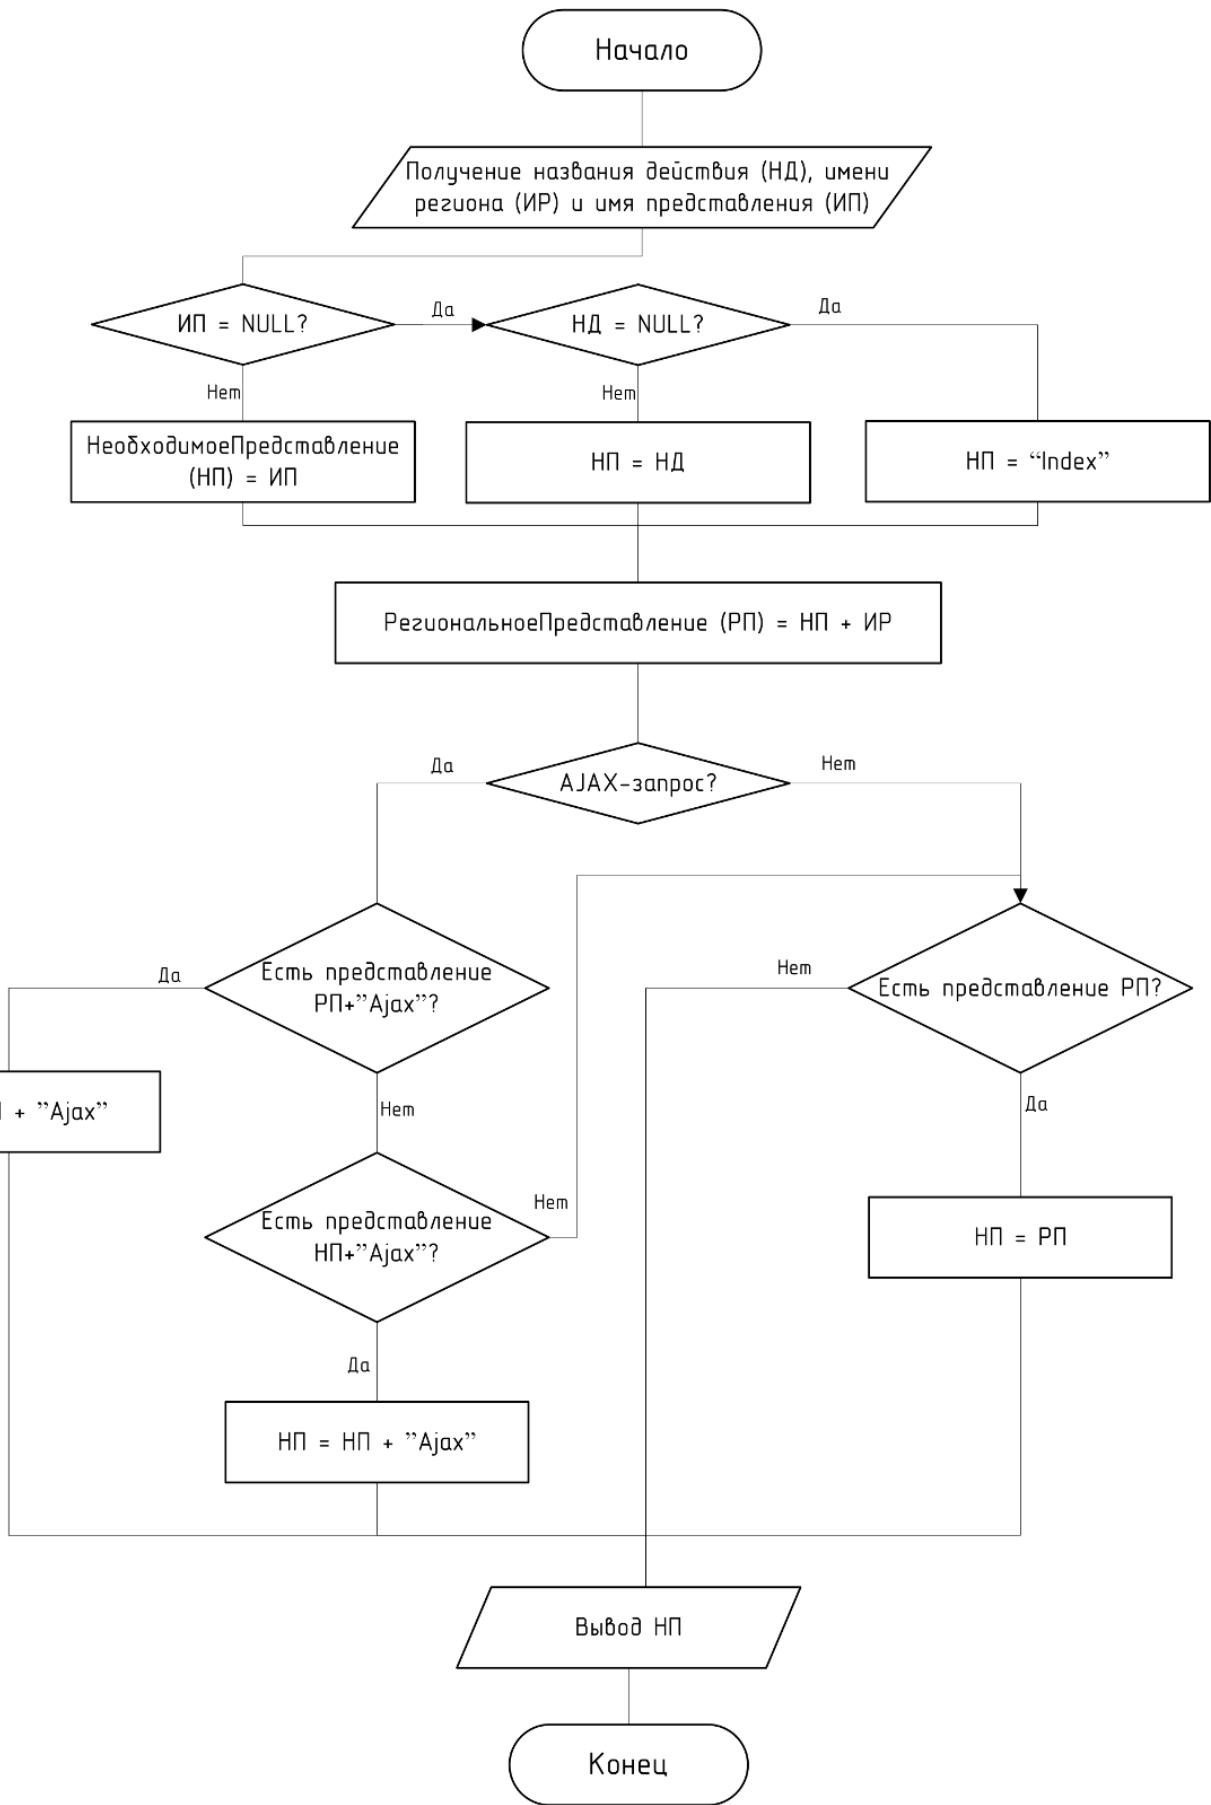 Начало
Получение названия действия (НД), имени
региона (ИР) и имя представления (ИП)
ИП = NULL?
Да
НД = NULL?
Да
Нет
Нет
НеобходимоеПредставление
(НП) = ИП
НП = НД
НП = “Index”
РегиональноеПредставление (РП) = НП + ИР
Да
AJAX-запрос?
Нет
Да
Есть представление
РП+”Ajax”?
Нет
Есть представление РП?
+ ”Ajax”
Нет
Да
Есть представление
НП+”Ajax”?
Нет
НП = РП
Да
НП = НП + ”Ajax”
Вывод НП
Конец